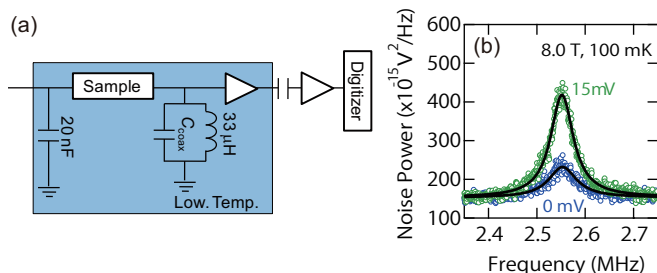 (a)
Sample
20 nF
C_coax
33 μH
Low. Temp.
Digitizer
(b)
8.0 T, 100 mK
15mV
0 mV
Noise Power (x10^-15 V^2/Hz)
600
500
400
300
200
100
2.4 2.5 2.6 2.7
Frequency (MHz)